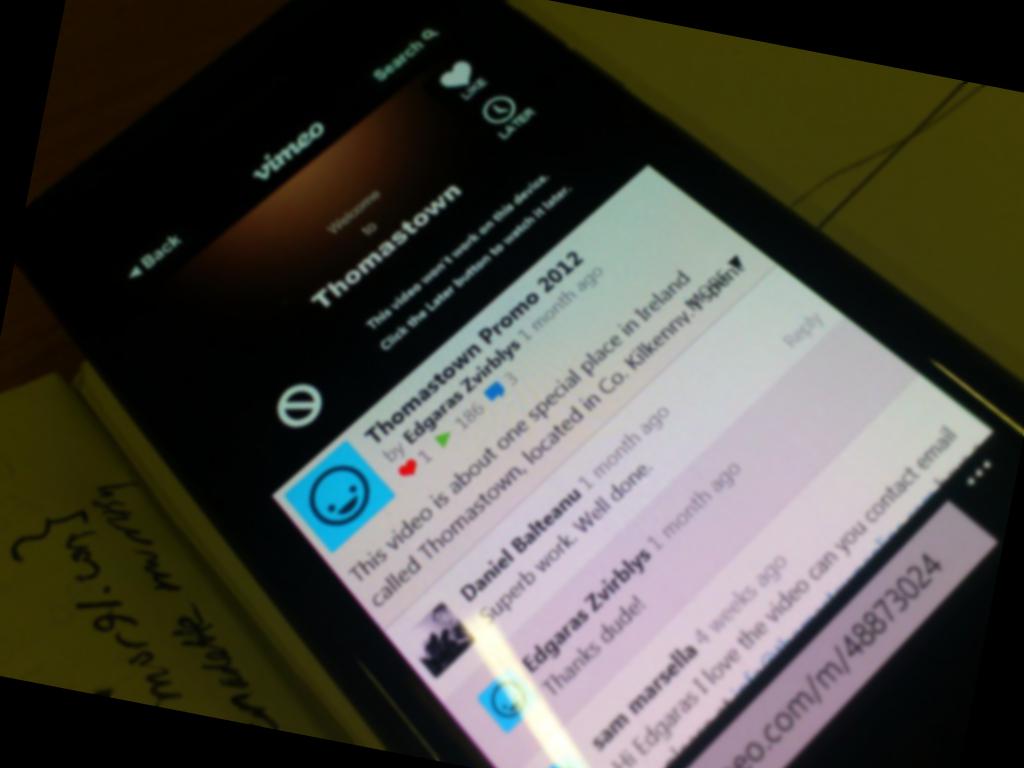 ◀ Back
vimeo
Search
LIKE
LATER
Welcome
to
Thomastown
This video won't work on this device.
Click the Later button to watch it later.
Thomastown Promo 2012
by Edgaras Zvirblys 1 month ago
1 186 3
This video is about one special place in Ireland
called Thomastown, located in Co. Kilkenny. I spent
Reply
Daniel Balteanu 1 month ago
Superb work. Well done.
Edgaras Zvirblys 1 month ago
Thanks dude!
sam marsella 4 weeks ago
Hi Edgaras I love the video can you contact email
eo.com/m/48873024